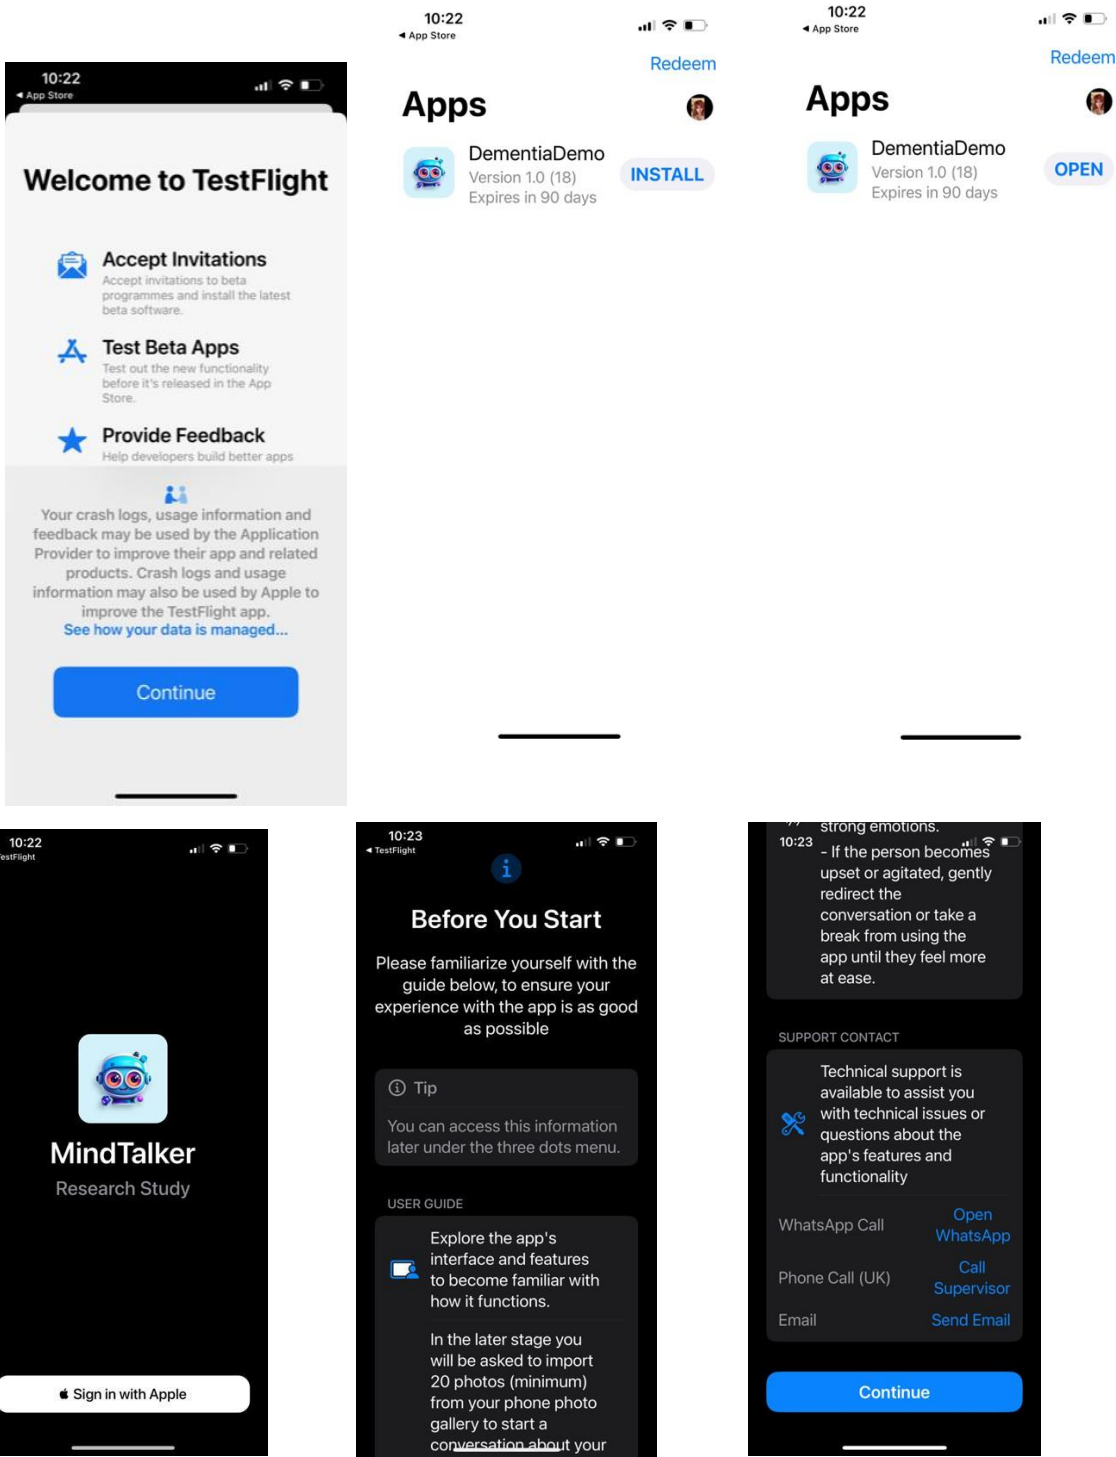 10:22
◄ App Store
Welcome to TestFlight
Accept Invitations
Accept invitations to beta
programmes and install the latest
beta software.
Test Beta Apps
Test out the new functionality
before it's released in the App
Store.
Provide Feedback
Help developers build better apps
Your crash logs, usage information and
feedback may be used by the Application
Provider to improve their app and related
products. Crash logs and usage
information may also be used by Apple to
improve the TestFlight app.
See how your data is managed...
Continue
10:22
◄ App Store
Redeem
Apps
DementiaDemo
Version 1.0 (18)
Expires in 90 days
INSTALL
10:22
◄ App Store
Redeem
Apps
DementiaDemo
Version 1.0 (18)
Expires in 90 days
OPEN
10:22
TestFlight
MindTalker
Research Study
Sign in with Apple
10:23
◄ TestFlight
Before You Start
Please familiarize yourself with the
guide below, to ensure your
experience with the app is as good
as possible
Tip
You can access this information
later under the three dots menu.
USER GUIDE
Explore the app's
interface and features
to become familiar with
how it functions.
In the later stage you
will be asked to import
20 photos (minimum)
from your phone photo
gallery to start a
conversation about your
10:23
strong emotions.
- If the person becomes
upset or agitated, gently
redirect the
conversation or take a
break from using the
app until they feel more
at ease.
SUPPORT CONTACT
Technical support is
available to assist you
with technical issues or
questions about the
app's features and
functionality
WhatsApp Call
Open
WhatsApp
Phone Call (UK)
Call
Supervisor
Email
Send Email
Continue